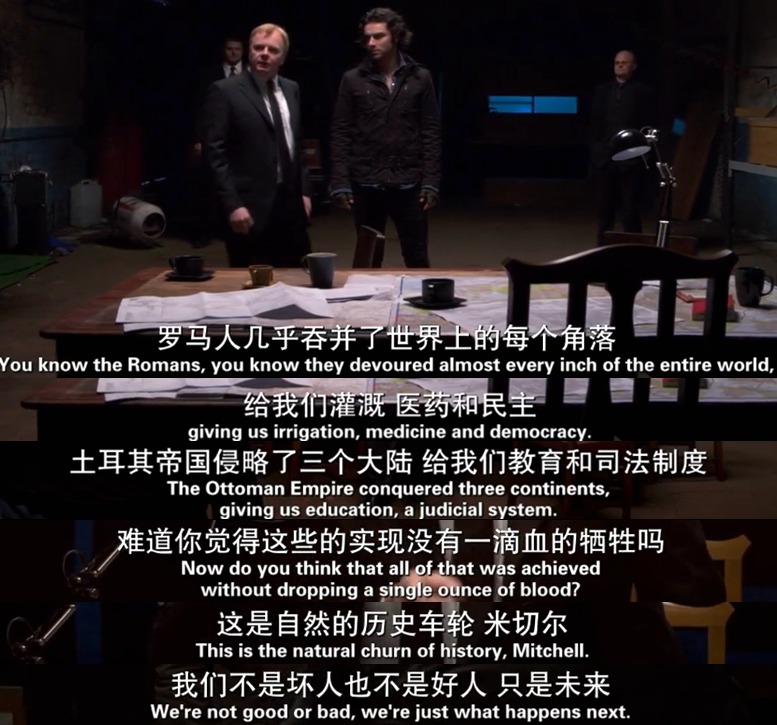 罗马人几乎吞并了世界上的每个角落
You know the Romans, you know they devoured almost every inch of the entire world,
给我们灌溉 医药和民主
giving us irrigation, medicine and democracy.
土耳其帝国侵略了三个大陆 给我们教育和司法制度
The Ottoman Empire conquered three continents,
giving us education, a judicial system.
难道你觉得这些的实现没有一滴血的牺牲吗
Now do you think that all of that was achieved
without dropping a single ounce of blood?
这是自然的历史车轮 米切尔
This is the natural churn of history, Mitchell.
我们不是坏人也不是好人 只是未来
We're not good or bad, we're just what happens next.